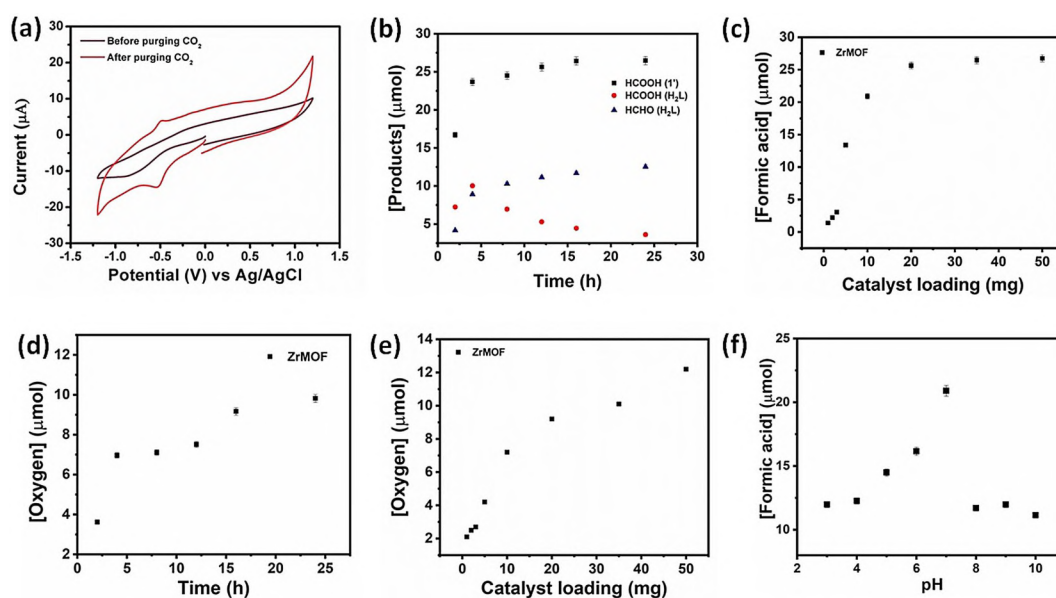 (a)
Before purging CO₂
After purging CO₂
Current (μA)
30
20
10
0
-10
-20
-30
-1.5 -1.0 -0.5 0.0 0.5 1.0 1.5
Potential (V) vs Ag/AgCl
(b)
HCOOH (1')
HCOOH (H₂L)
HCHO (H₂L)
[Products] (μmol)
30
25
20
15
10
5
0 5 10 15 20 25 30
Time (h)
(c)
ZrMOF
[Formic acid] (μmol)
30
25
20
15
10
5
0
0 10 20 30 40 50
Catalyst loading (mg)
(d)
ZrMOF
[Oxygen] (μmol)
12
10
8
6
4
2
0 5 10 15 20 25
Time (h)
(e)
ZrMOF
[Oxygen] (μmol)
14
12
10
8
6
4
2
0
0 10 20 30 40 50
Catalyst loading (mg)
(f)
[Formic acid] (μmol)
25
20
15
10
2 4 6 8 10
pH